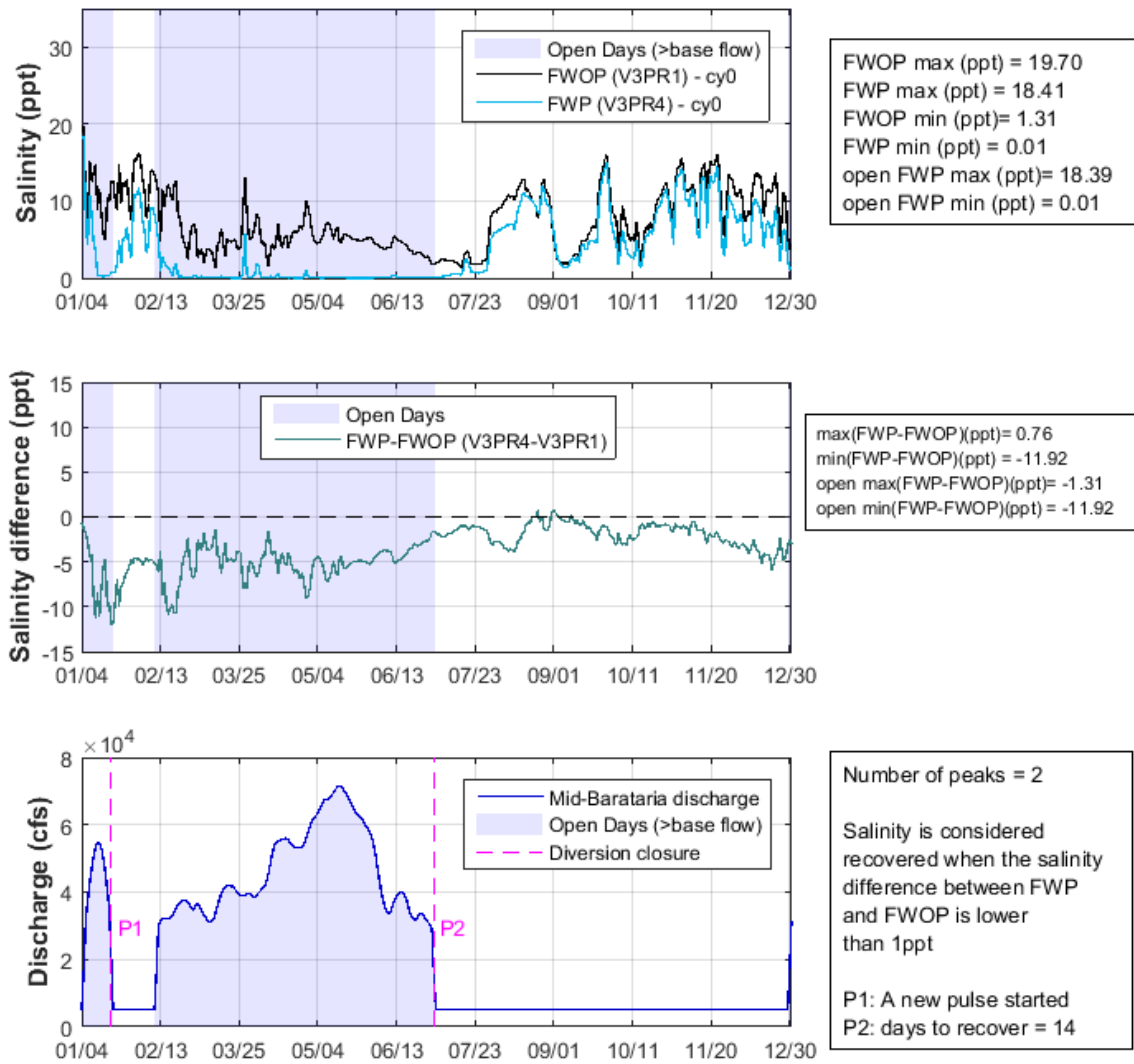 35
30
20
10
0
Salinity (ppt)
Open Days (>base flow)
FWOP (V3PR1) - cy0
FWP (V3PR4) - cy0
01/04 02/13 03/25 05/04 06/13 07/23 09/01 10/11 11/20 12/30
FWOP max (ppt) = 19.70
FWP max (ppt) = 18.41
FWOP min (ppt)= 1.31
FWP min (ppt) = 0.01
open FWP max (ppt)= 18.39
open FWP min (ppt) = 0.01
15
10
5
0
-5
-10
-15
Salinity difference (ppt)
Open Days
FWP-FWOP (V3PR4-V3PR1)
01/04 02/13 03/25 05/04 06/13 07/23 09/01 10/11 11/20 12/30
max(FWP-FWOP)(ppt)= 0.76
min(FWP-FWOP)(ppt) = -11.92
open max(FWP-FWOP)(ppt)= -1.31
open min(FWP-FWOP)(ppt) = -11.92
×10⁴
8
6
4
2
0
Discharge (cfs)
Mid-Barataria discharge
Open Days (>base flow)
Diversion closure
P1
P2
01/04 02/13 03/25 05/04 06/13 07/23 09/01 10/11 11/20 12/30
Number of peaks = 2
Salinity is considered
recovered when the salinity
difference between FWP
and FWOP is lower
than 1ppt
P1: A new pulse started
P2: days to recover = 14